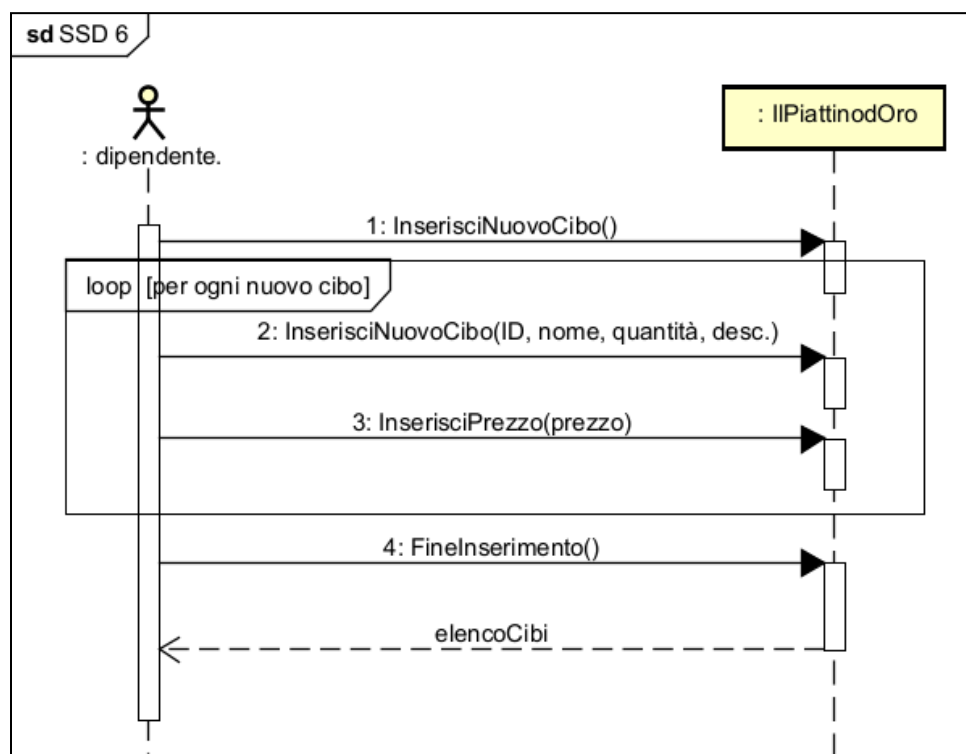 sd SSD 6
: dipendente.
: IlPiattinodOro
1: InserisciNuovoCibo()
loop [per ogni nuovo cibo]
2: InserisciNuovoCibo(ID, nome, quantità, desc.)
3: InserisciPrezzo(prezzo)
4: FineInserimento()
elencoCibi